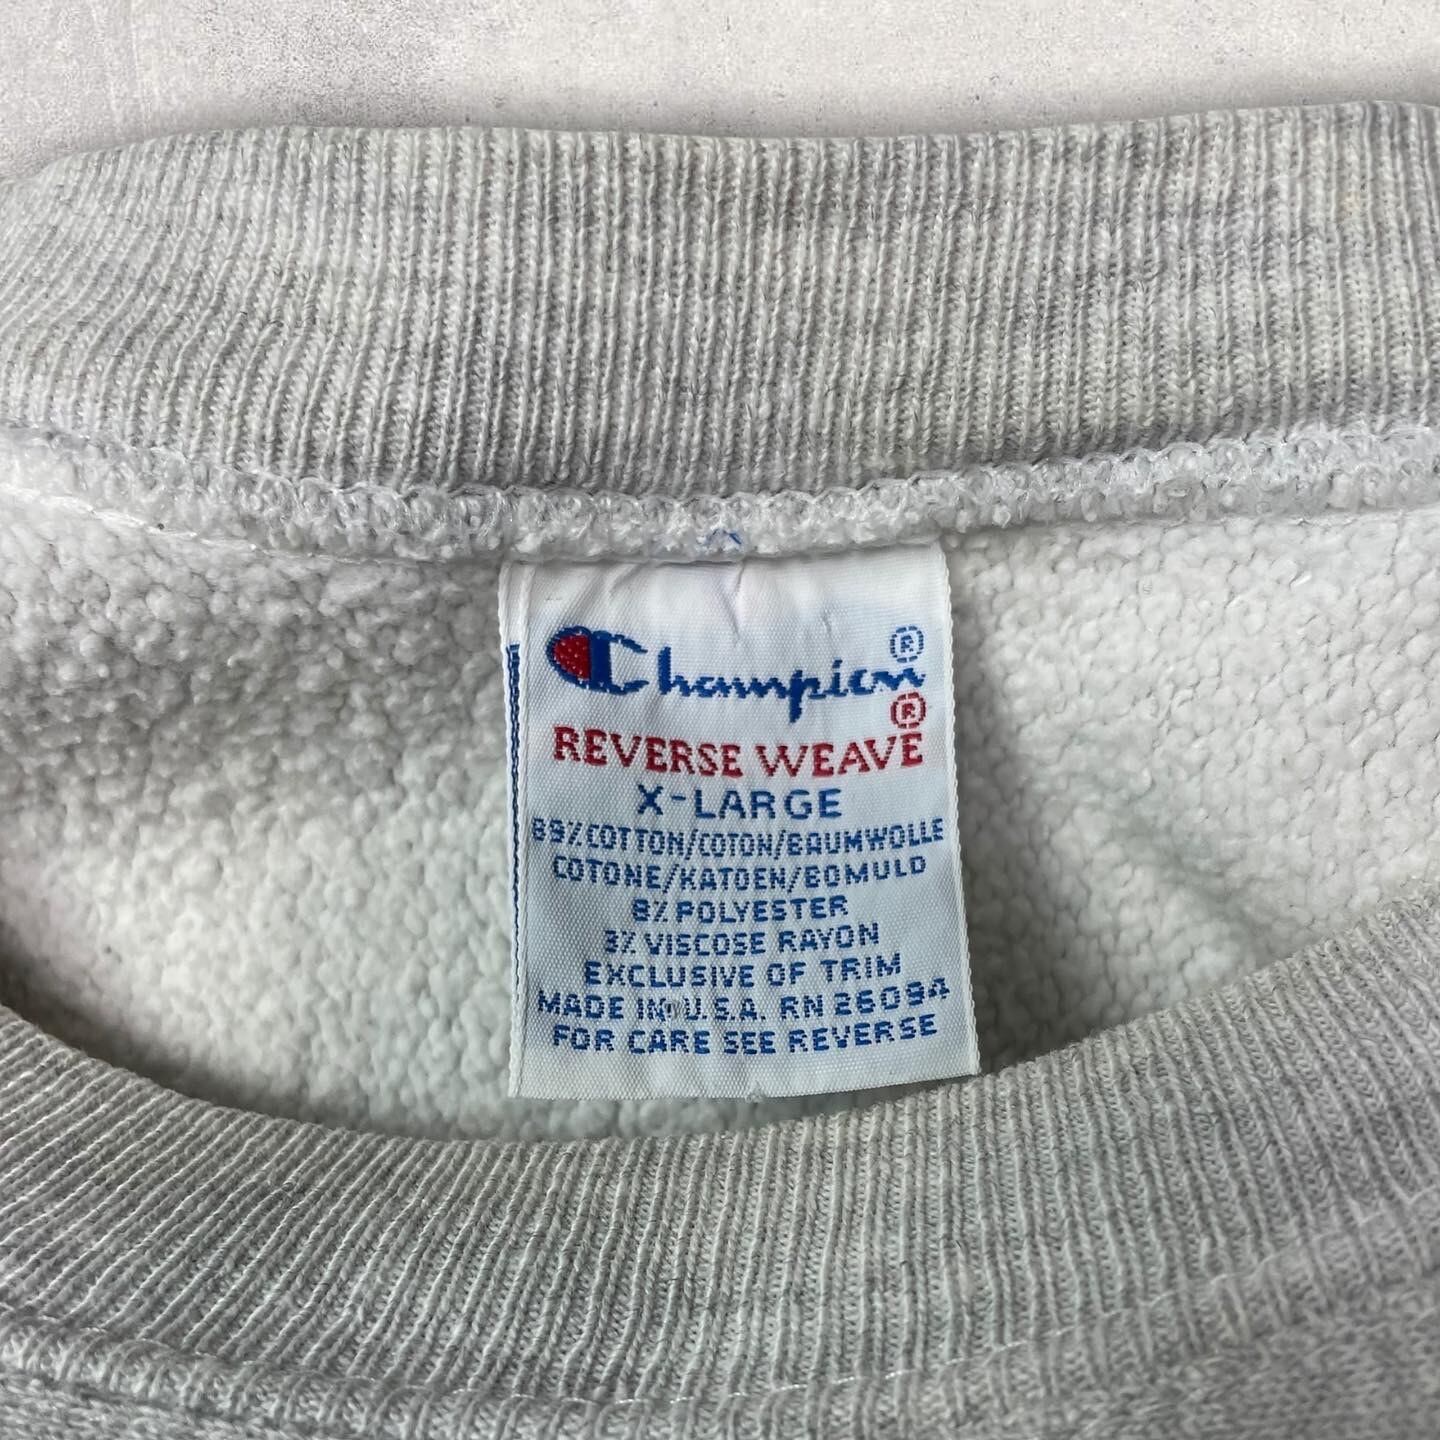 Champion®
REVERSE WEAVE®
X-LARGE
89% COTTON/COTON/BAUMWOLLE
COTONE/KATOEN/BOMULD
8% POLYESTER
3% VISCOSE RAYON
EXCLUSIVE OF TRIM
MADE IN U.S.A. RN 26094
FOR CARE SEE REVERSE